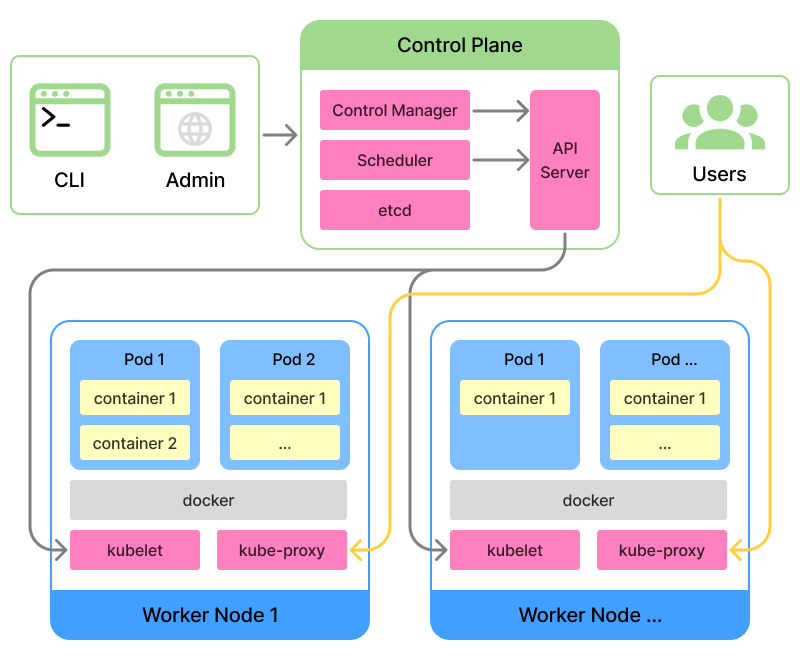 Control Plane
>_
CLI
Admin
Control Manager
Scheduler
etcd
API
Server
Users
Pod 1
container 1
container 2
Pod 2
container 1
...
docker
kubelet
kube-proxy
Worker Node 1
Pod 1
container 1
Pod ...
container 1
...
docker
kubelet
kube-proxy
Worker Node ...